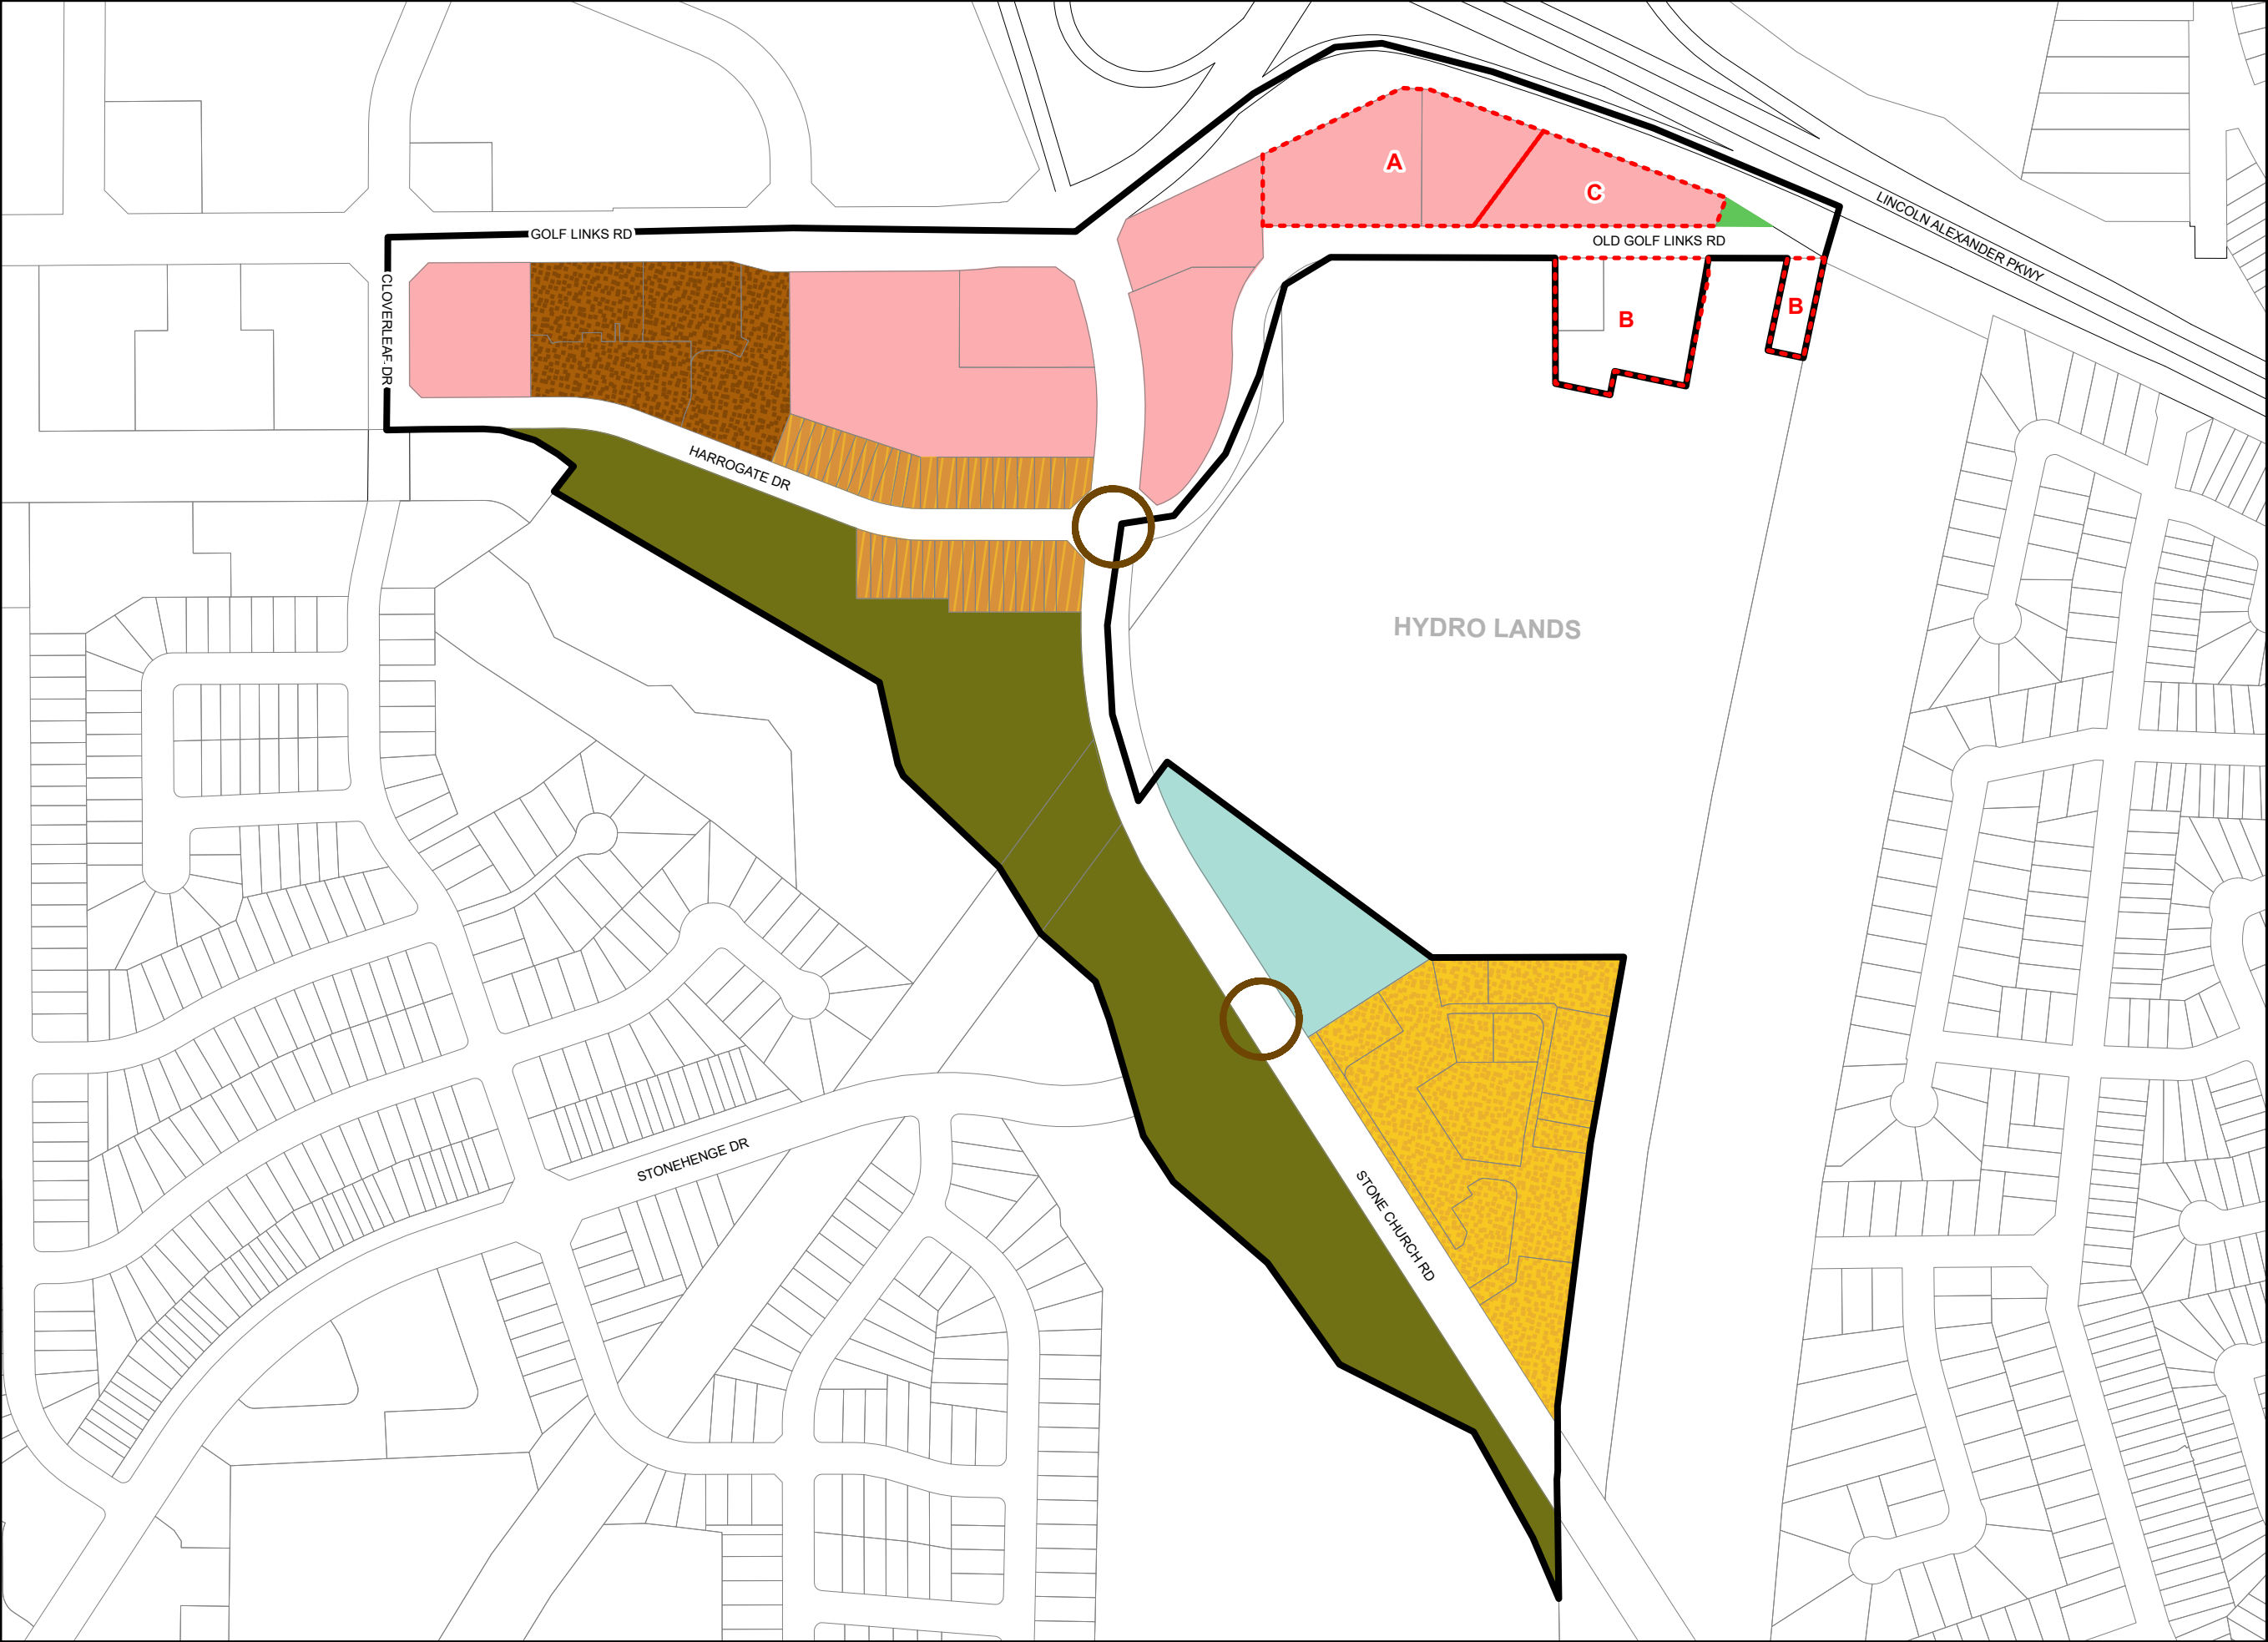 A
C
LINCOLN ALEXANDER PKWY
GOLF LINKS RD
OLD GOLF LINKS RD
CLOVERLEAF DR
B
B
HARROGATE DR
HYDRO LANDS
STONEHENGE DR
STONE CHURCH RD